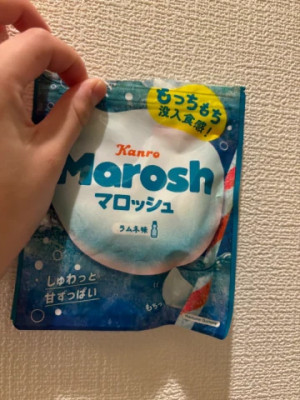 もっちもち
没入食感!
Kanro
Marosh
マロッシュ
ラムネ味
しゅわっと
甘ずっぱい